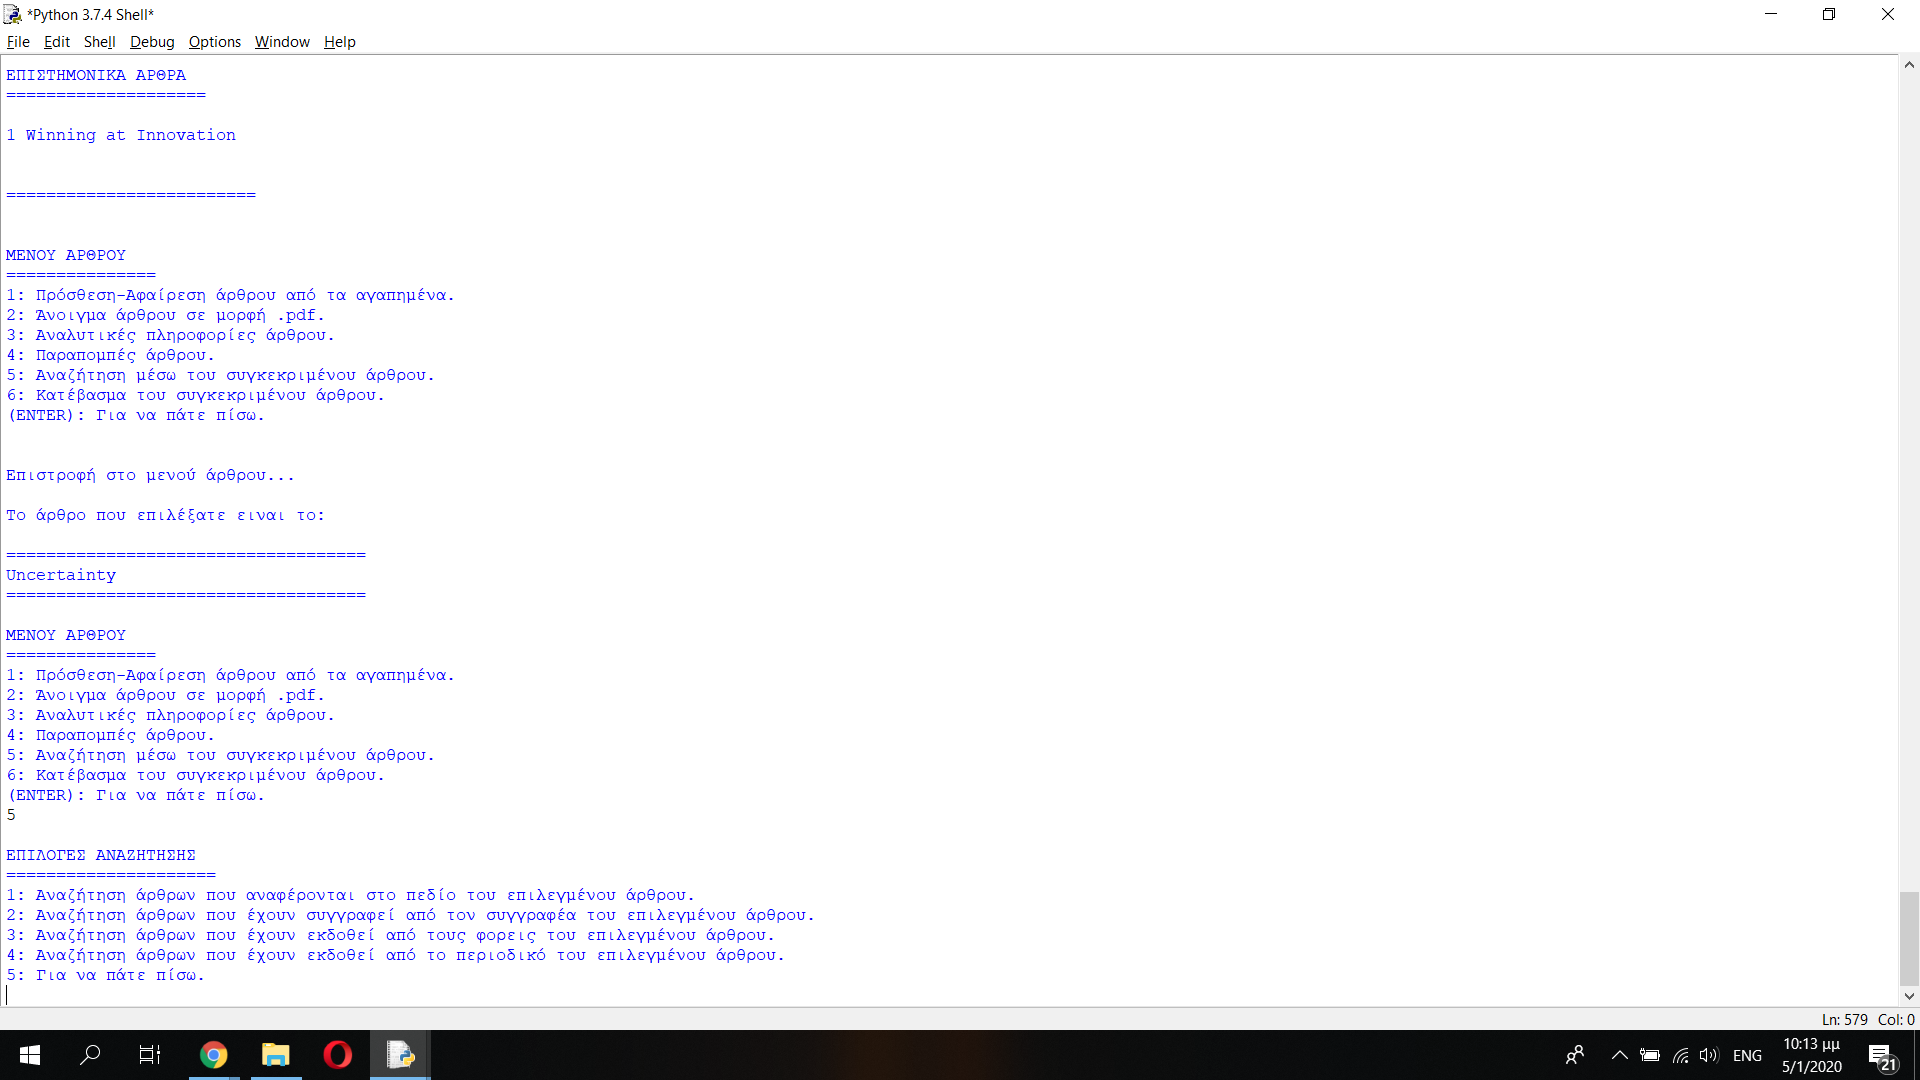 *Python 3.7.4 Shell*
File Edit Shell Debug Options Window Help
ΕΠΙΣΤΗΜΟΝΙΚΑ ΑΡΘΡΑ
====================
1 Winning at Innovation
=========================
ΜΕΝΟΥ ΑΡΘΡΟΥ
===============
1: Πρόσθεση-Αφαίρεση άρθρου από τα αγαπημένα.
2: Άνοιγμα άρθρου σε μορφή .pdf.
3: Αναλυτικές πληροφορίες άρθρου.
4: Παραπομπές άρθρου.
5: Αναζήτηση μέσω του συγκεκριμένου άρθρου.
6: Κατέβασμα του συγκεκριμένου άρθρου.
(ENTER): Για να πάτε πίσω.
Επιστροφή στο μενού άρθρου...
Το άρθρο που επιλέξατε ειναι το:
====================================
Uncertainty
====================================
ΜΕΝΟΥ ΑΡΘΡΟΥ
===============
1: Πρόσθεση-Αφαίρεση άρθρου από τα αγαπημένα.
2: Άνοιγμα άρθρου σε μορφή .pdf.
3: Αναλυτικές πληροφορίες άρθρου.
4: Παραπομπές άρθρου.
5: Αναζήτηση μέσω του συγκεκριμένου άρθρου.
6: Κατέβασμα του συγκεκριμένου άρθρου.
(ENTER): Για να πάτε πίσω.
5
ΕΠΙΛΟΓΕΣ ΑΝΑΖΗΤΗΣΗΣ
=====================
1: Αναζήτηση άρθρων που αναφέρονται στο πεδίο του επιλεγμένου άρθρου.
2: Αναζήτηση άρθρων που έχουν συγγραφεί από τον συγγραφέα του επιλεγμένου άρθρου.
3: Αναζήτηση άρθρων που έχουν εκδοθεί από τους φορεις του επιλεγμένου άρθρου.
4: Αναζήτηση άρθρων που έχουν εκδοθεί από το περιοδικό του επιλεγμένου άρθρου.
5: Για να πάτε πίσω.
Ln: 579 Col: 0
ENG
10:13 μμ
5/1/2020
21